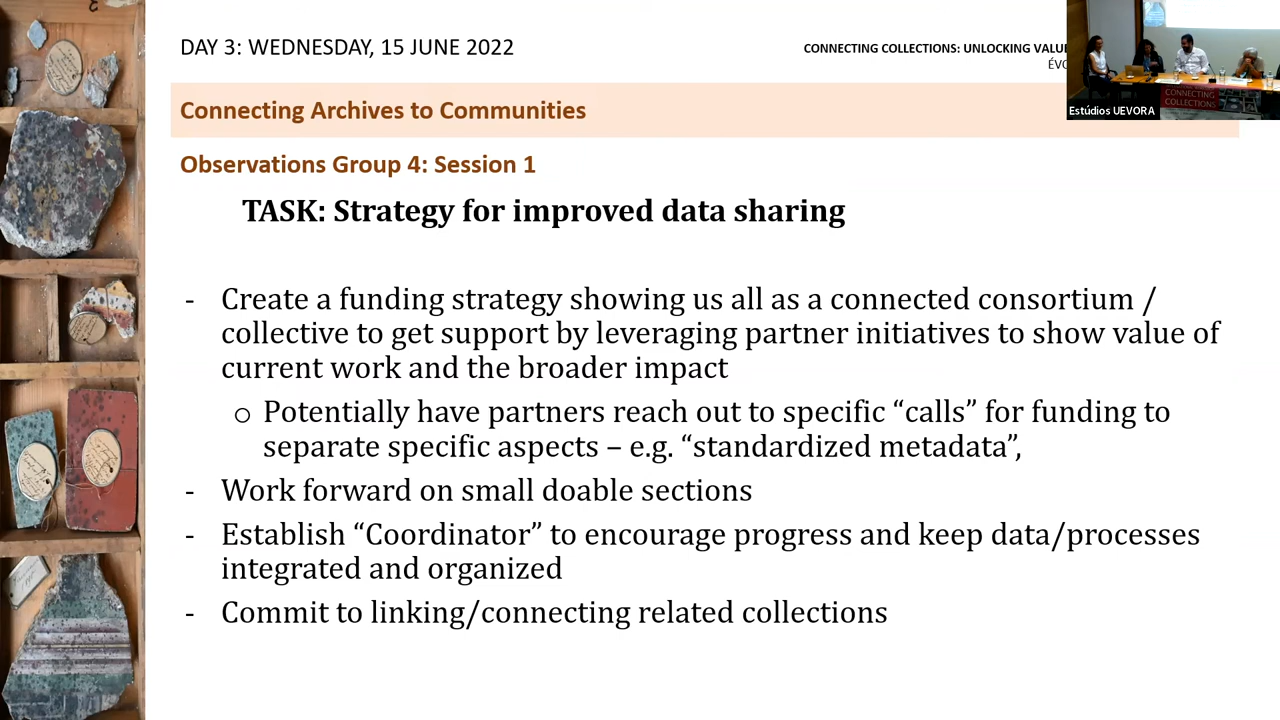 DAY 3: WEDNESDAY, 15 JUNE 2022
CONNECTING COLLECTIONS: UNLOCKING VALUE
Estúdios UEVORA
CONNECTING
COLLECTIONS
Connecting Archives to Communities
Observations Group 4: Session 1
TASK: Strategy for improved data sharing
- Create a funding strategy showing us all as a connected consortium /
collective to get support by leveraging partner initiatives to show value of
current work and the broader impact
o Potentially have partners reach out to specific “calls” for funding to
separate specific aspects – e.g. “standardized metadata”,
- Work forward on small doable sections
- Establish “Coordinator” to encourage progress and keep data/processes
integrated and organized
- Commit to linking/connecting related collections